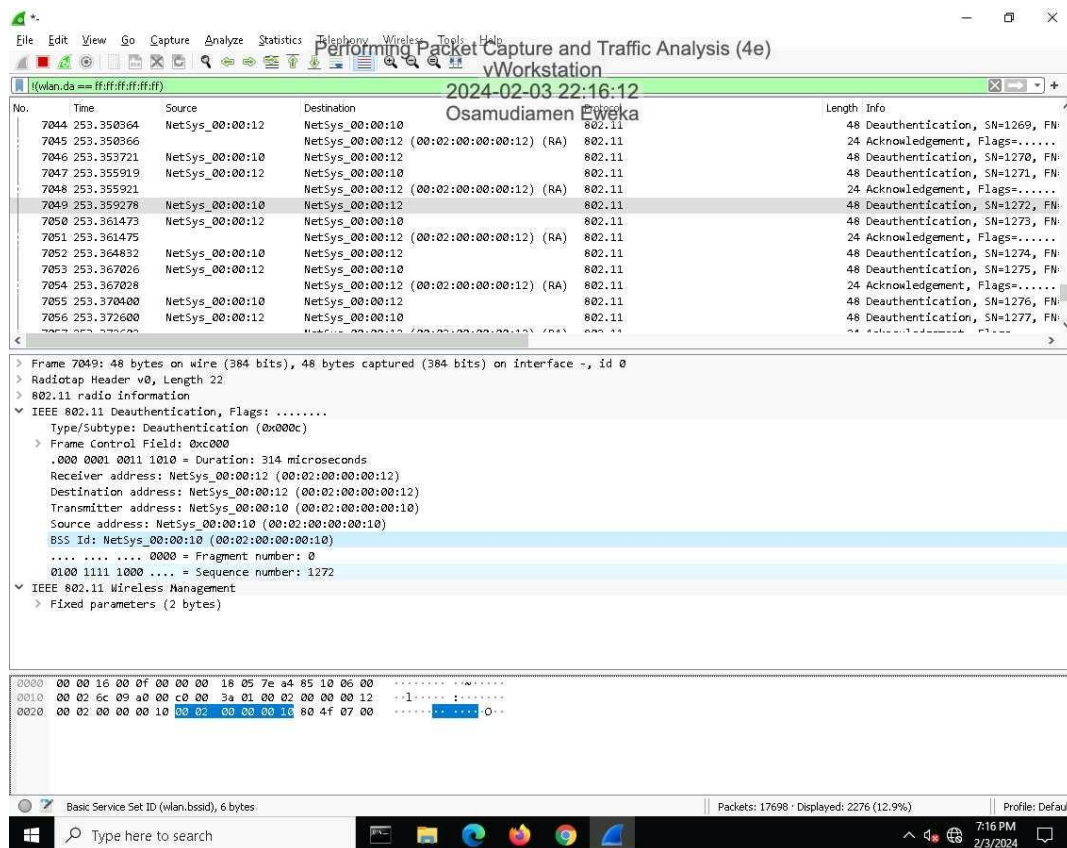 *-
File Edit View Go Capture Analyze Statistics Telephony Wireless Tools Help
Performing Packet Capture and Traffic Analysis (4e)
vWorkstation
2024-02-03 22:16:12
Osamudiamen Eweka
!(wlan.da == ff:ff:ff:ff:ff:ff)
No. Time Source Destination Protocol Length Info
7044 253.350364 NetSys_00:00:12 NetSys_00:00:10 802.11 48 Deauthentication, SN=1269, FN
7045 253.350366 NetSys_00:00:12 (00:02:00:00:00:12) (RA) 802.11 24 Acknowledgement, Flags=......
7046 253.353721 NetSys_00:00:10 NetSys_00:00:12 802.11 48 Deauthentication, SN=1270, FN
7047 253.355919 NetSys_00:00:12 NetSys_00:00:10 802.11 48 Deauthentication, SN=1271, FN
7048 253.355921 NetSys_00:00:12 (00:02:00:00:00:12) (RA) 802.11 24 Acknowledgement, Flags=......
7049 253.359278 NetSys_00:00:10 NetSys_00:00:12 802.11 48 Deauthentication, SN=1272, FN
7050 253.361473 NetSys_00:00:12 NetSys_00:00:10 802.11 48 Deauthentication, SN=1273, FN
7051 253.361475 NetSys_00:00:12 (00:02:00:00:00:12) (RA) 802.11 24 Acknowledgement, Flags=......
7052 253.364832 NetSys_00:00:10 NetSys_00:00:12 802.11 48 Deauthentication, SN=1274, FN
7053 253.367026 NetSys_00:00:12 NetSys_00:00:10 802.11 48 Deauthentication, SN=1275, FN
7054 253.367028 NetSys_00:00:12 (00:02:00:00:00:12) (RA) 802.11 24 Acknowledgement, Flags=......
7055 253.370400 NetSys_00:00:10 NetSys_00:00:12 802.11 48 Deauthentication, SN=1276, FN
7056 253.372600 NetSys_00:00:12 NetSys_00:00:10 802.11 48 Deauthentication, SN=1277, FN
Frame 7049: 48 bytes on wire (384 bits), 48 bytes captured (384 bits) on interface -, id 0
Radiotap Header v0, Length 22
802.11 radio information
IEEE 802.11 Deauthentication, Flags: ........
Type/Subtype: Deauthentication (0x000c)
Frame Control Field: 0xc000
.000 0001 0011 1010 = Duration: 314 microseconds
Receiver address: NetSys_00:00:12 (00:02:00:00:00:12)
Destination address: NetSys_00:00:12 (00:02:00:00:00:12)
Transmitter address: NetSys_00:00:10 (00:02:00:00:00:10)
Source address: NetSys_00:00:10 (00:02:00:00:00:10)
BSS Id: NetSys_00:00:10 (00:02:00:00:00:10)
.... .... .... 0000 = Fragment number: 0
0100 1111 1000 .... = Sequence number: 1272
IEEE 802.11 Wireless Management
Fixed parameters (2 bytes)
0000 00 00 16 00 0f 00 00 00 18 05 7e a4 85 10 06 00 ········ ··~·····
0010 00 02 6c 09 a0 00 c0 00 3a 01 00 02 00 00 00 12 ··l····· :·······
0020 00 02 00 00 00 10 00 02 00 00 00 10 80 4f 07 00 ········ ·····O··
Basic Service Set ID (wlan.bssid), 6 bytes
Packets: 17698 · Displayed: 2276 (12.9%)
Profile: Defau
Type here to search
7:16 PM
2/3/2024